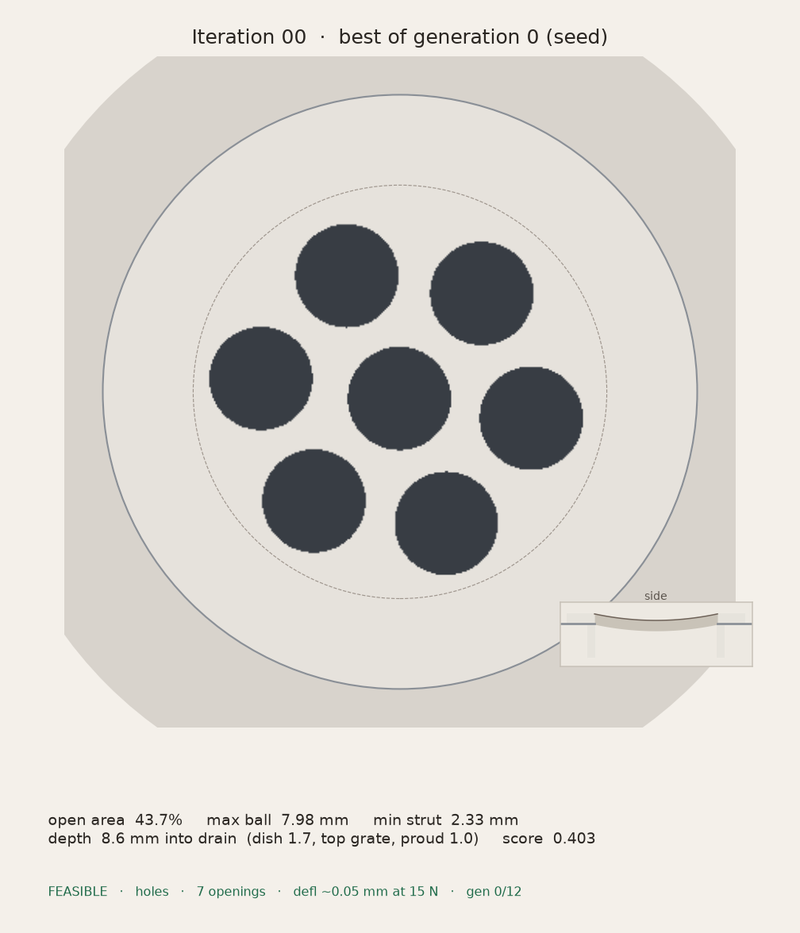 Iteration 00 · best of generation 0 (seed)
side
open area 43.7% max ball 7.98 mm min strut 2.33 mm
depth 8.6 mm into drain (dish 1.7, top grate, proud 1.0) score 0.403
FEASIBLE · holes · 7 openings · defl ~0.05 mm at 15 N · gen 0/12